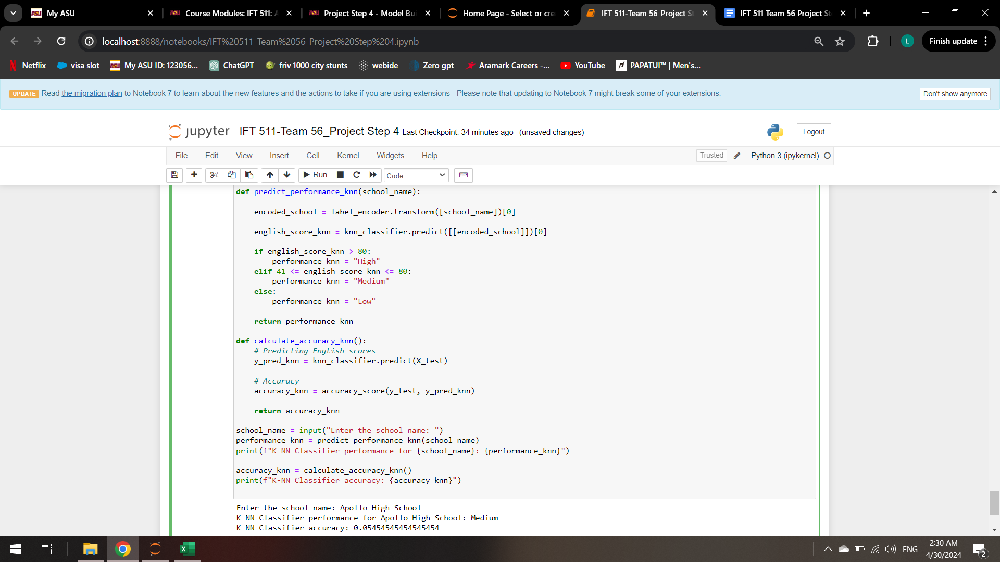 My ASU
Course Modules: IFT 511: A
Project Step 4 - Model Bui
Home Page - Select or cre
IFT 511-Team 56_Project St
IFT 511 Team 56 Project St
localhost:8888/notebooks/IFT%20511-Team%2056_Project%20Step%204.ipynb
L
Finish update
Netflix
visa slot
My ASU ID: 123056...
ChatGPT
friv 1000 city stunts
webide
Zero gpt
Aramark Careers -...
YouTube
PAPATUI™ | Men's...
UPDATE Read the migration plan to Notebook 7 to learn about the new features and the actions to take if you are using extensions - Please note that updating to Notebook 7 might break some of your extensions.
Don't show anymore
jupyter IFT 511-Team 56_Project Step 4 Last Checkpoint: 34 minutes ago (unsaved changes)
Logout
File Edit View Insert Cell Kernel Widgets Help
Trusted
Python 3 (ipykernel)
Run
Code
def predict_performance_knn(school_name):
encoded_school = label_encoder.transform([school_name])[0]
english_score_knn = knn_classifier.predict([[encoded_school]])[0]
if english_score_knn > 80:
performance_knn = "High"
elif 41 <= english_score_knn <= 80:
performance_knn = "Medium"
else:
performance_knn = "Low"
return performance_knn
def calculate_accuracy_knn():
# Predicting English scores
y_pred_knn = knn_classifier.predict(X_test)
# Accuracy
accuracy_knn = accuracy_score(y_test, y_pred_knn)
return accuracy_knn
school_name = input("Enter the school name: ")
performance_knn = predict_performance_knn(school_name)
print(f"K-NN Classifier performance for {school_name}: {performance_knn}")
accuracy_knn = calculate_accuracy_knn()
print(f"K-NN Classifier accuracy: {accuracy_knn}")
Enter the school name: Apollo High School
K-NN Classifier performance for Apollo High School: Medium
K-NN Classifier accuracy: 0.05454545454545454
ENG
2:30 AM
4/30/2024
2